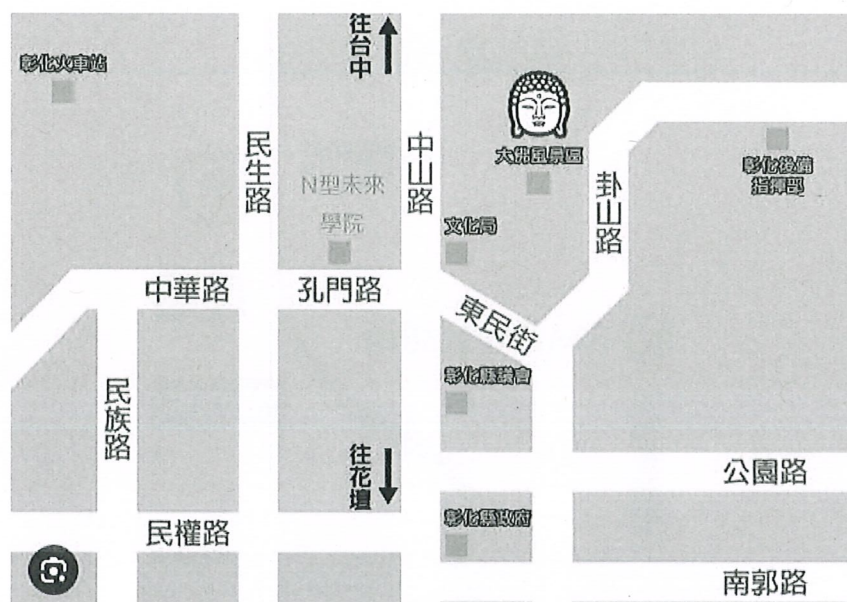 往台中
彰化火車站
民生路
中山路
大佛風景區
彰化後備
指揮部
N型未來
學院
文化局
卦山路
中華路
孔門路
東民街
彰化縣議會
民族路
往花壇
公園路
彰化縣政府
民權路
南郭路